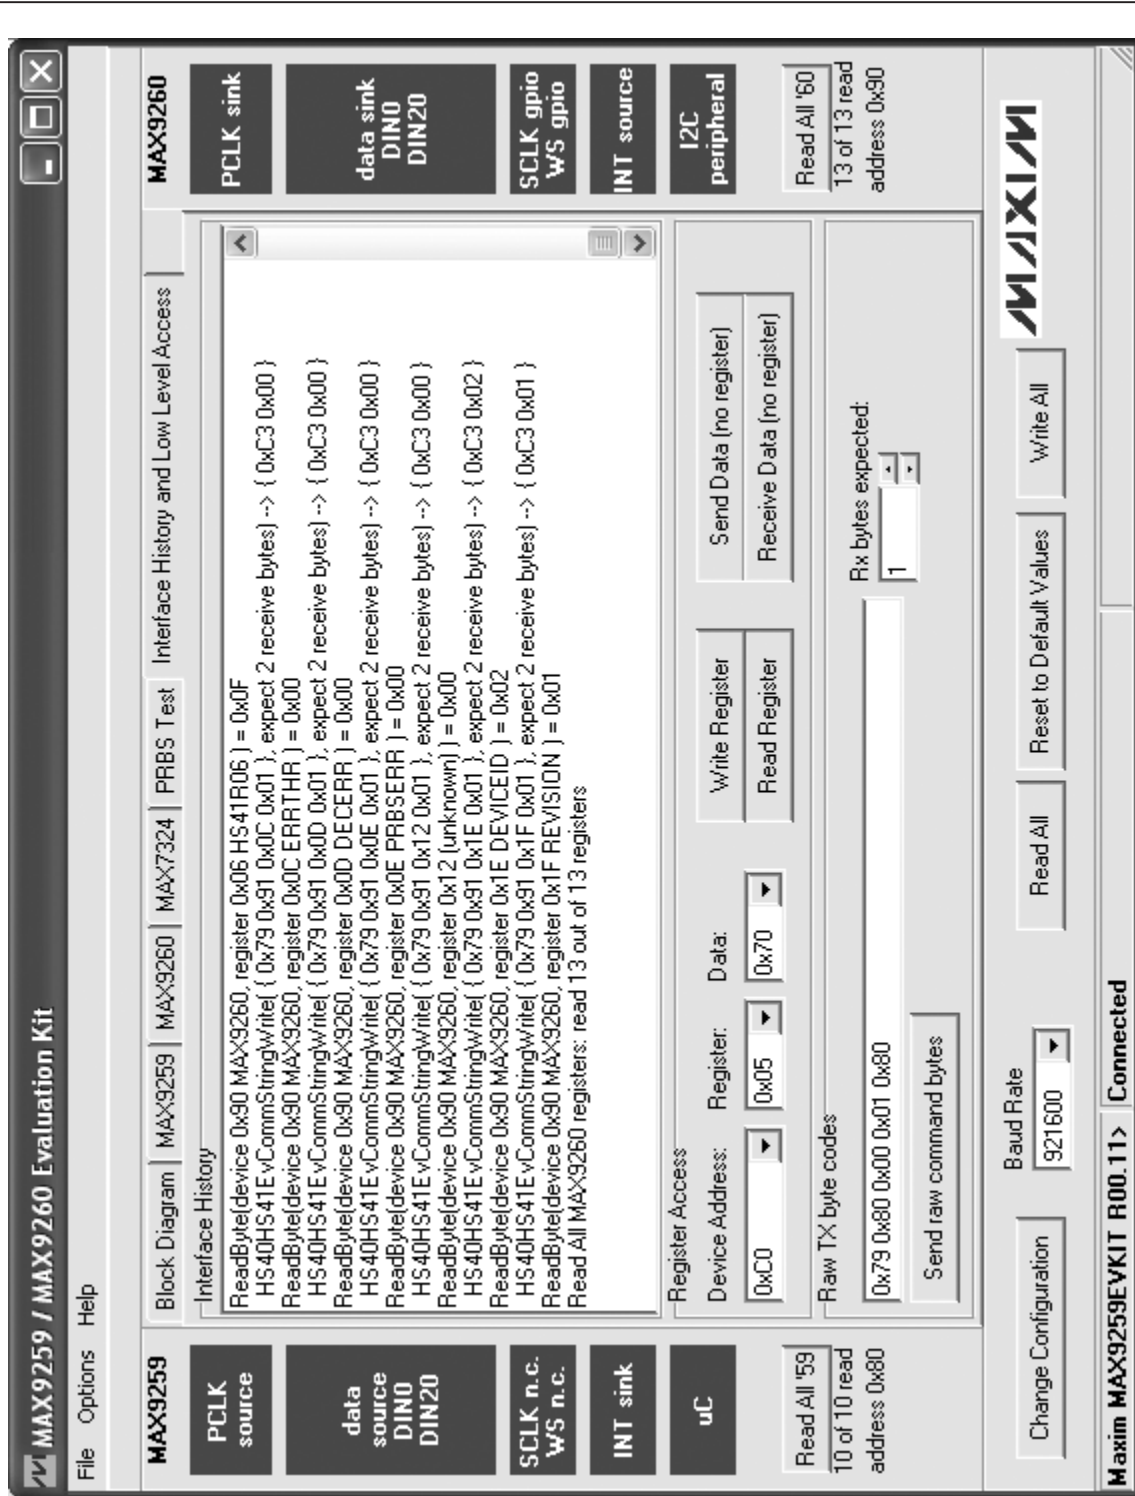 MAX9259 / MAX9260 Evaluation Kit
File Options Help
MAX9259
PCLK
source
data
source
DIN0
DIN20
SCLK n.c.
WS n.c.
INT sink
uC
Read All '59
10 of 10 read
address 0x80
Block Diagram MAX9259 MAX9260 MAX7324 PRBS Test Interface History and Low Level Access
Interface History
ReadByte(device 0x90 MAX9260, register 0x06 HS41R06 ) = 0x0F
HS40HS41EvCommStringWrite( { 0x79 0x91 0x0C 0x01 }, expect 2 receive bytes) --> { 0xC3 0x00 }
ReadByte(device 0x90 MAX9260, register 0x0C ERRTHR ) = 0x00
HS40HS41EvCommStringWrite( { 0x79 0x91 0x0D 0x01 }, expect 2 receive bytes) --> { 0xC3 0x00 }
ReadByte(device 0x90 MAX9260, register 0x0D DECERR ) = 0x00
HS40HS41EvCommStringWrite( { 0x79 0x91 0x0E 0x01 }, expect 2 receive bytes) --> { 0xC3 0x00 }
ReadByte(device 0x90 MAX9260, register 0x0E PRBSERR ) = 0x00
HS40HS41EvCommStringWrite( { 0x79 0x91 0x12 0x01 }, expect 2 receive bytes) --> { 0xC3 0x00 }
ReadByte(device 0x90 MAX9260, register 0x12 (unknown) ) = 0x00
HS40HS41EvCommStringWrite( { 0x79 0x91 0x1E 0x01 }, expect 2 receive bytes) --> { 0xC3 0x02 }
ReadByte(device 0x90 MAX9260, register 0x1E DEVICEID ) = 0x02
HS40HS41EvCommStringWrite( { 0x79 0x91 0x1F 0x01 }, expect 2 receive bytes) --> { 0xC3 0x01 }
ReadByte(device 0x90 MAX9260, register 0x1F REVISION ) = 0x01
Read All MAX9260 registers: read 13 out of 13 registers
Register Access
Device Address: Register: Data:
0xC0 0x05 0x70
Write Register
Read Register
Send Data (no register)
Receive Data (no register)
Raw TX byte codes
0x79 0x80 0x00 0x01 0x80
Rx bytes expected:
1
Send raw command bytes
MAX9260
PCLK sink
data sink
DIN0
DIN20
SCLK gpio
WS gpio
INT source
I2C
peripheral
Read All '60
13 of 13 read
address 0x90
Change Configuration
Baud Rate
921600
Read All
Reset to Default Values
Write All
MAXIM
Maxim MAX9259EVKIT R00.11> Connected